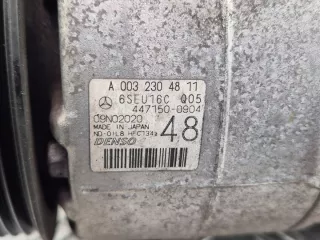 A 003 230 48 11
6SEU16C Q05
447150-0904
09N02020
MADE IN JAPAN
ND-OIL8 HFC134a
48
DENSO